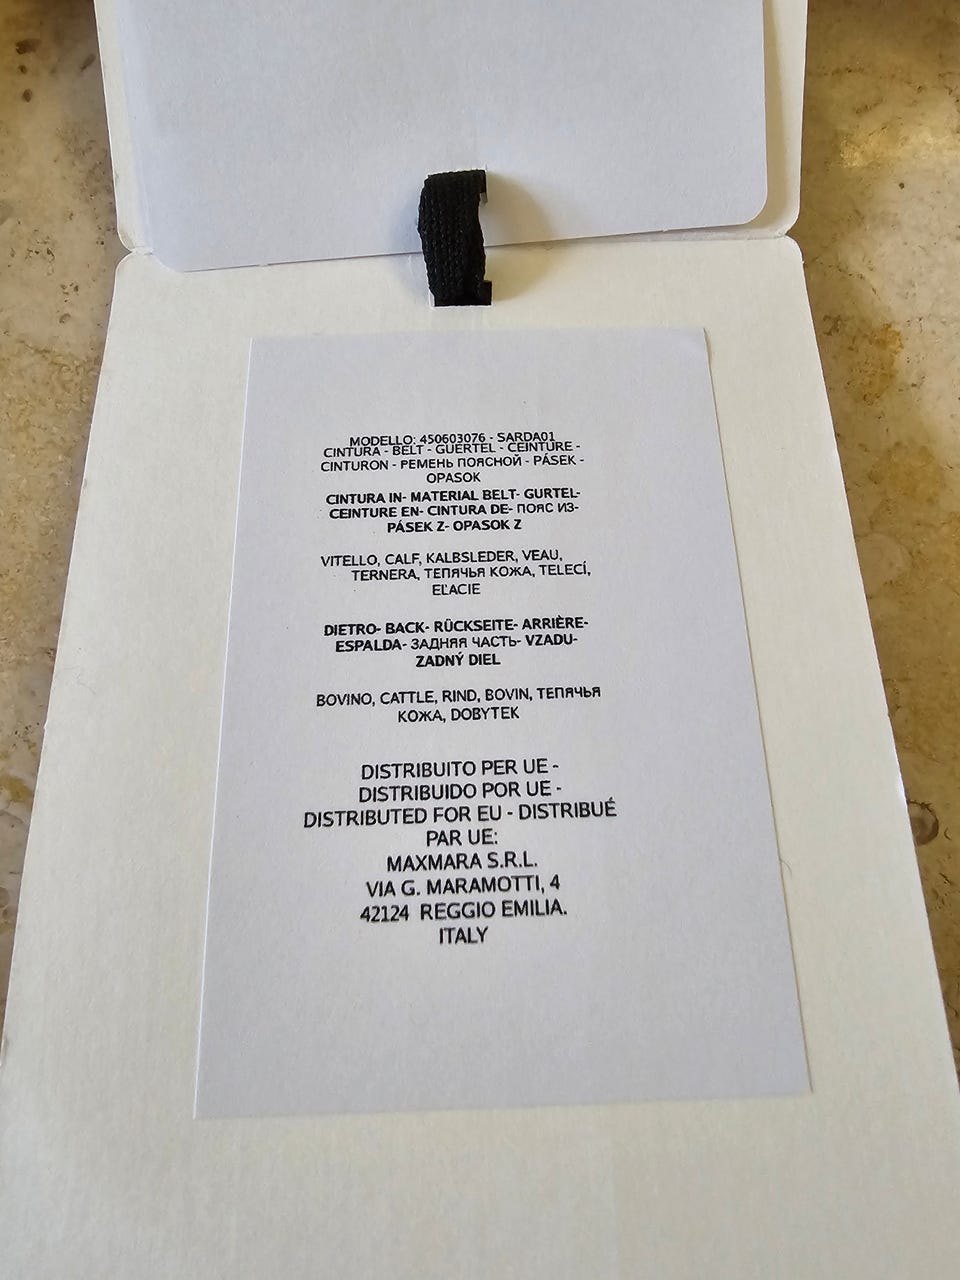 MODELLO: 450603076 - SARDA01
CINTURA - BELT - GUERTEL - CEINTURE -
CINTURON - РЕМЕНЬ ПОЯСНОЙ - PÁSEK -
OPASOK
CINTURA IN- MATERIAL BELT- GURTEL-
CEINTURE EN- CINTURA DE- ПОЯС ИЗ-
PÁSEK Z- OPASOK Z
VITELLO, CALF, KALBSLEDER, VEAU,
TERNERA, ТЕПЯЧЬЯ КОЖА, TELECÍ,
EĽACIE
DIETRO- BACK- RÜCKSEITE- ARRIÈRE-
ESPALDA- ЗАДНЯЯ ЧАСТЬ- VZADU-
ZADNÝ DIEL
BOVINO, CATTLE, RIND, BOVIN, ТЕПЯЧЬЯ
КОЖА, DOBYTEK
DISTRIBUITO PER UE -
DISTRIBUIDO POR UE -
DISTRIBUTED FOR EU - DISTRIBUÉ
PAR UE:
MAXMARA S.R.L.
VIA G. MARAMOTTI, 4
42124 REGGIO EMILIA.
ITALY